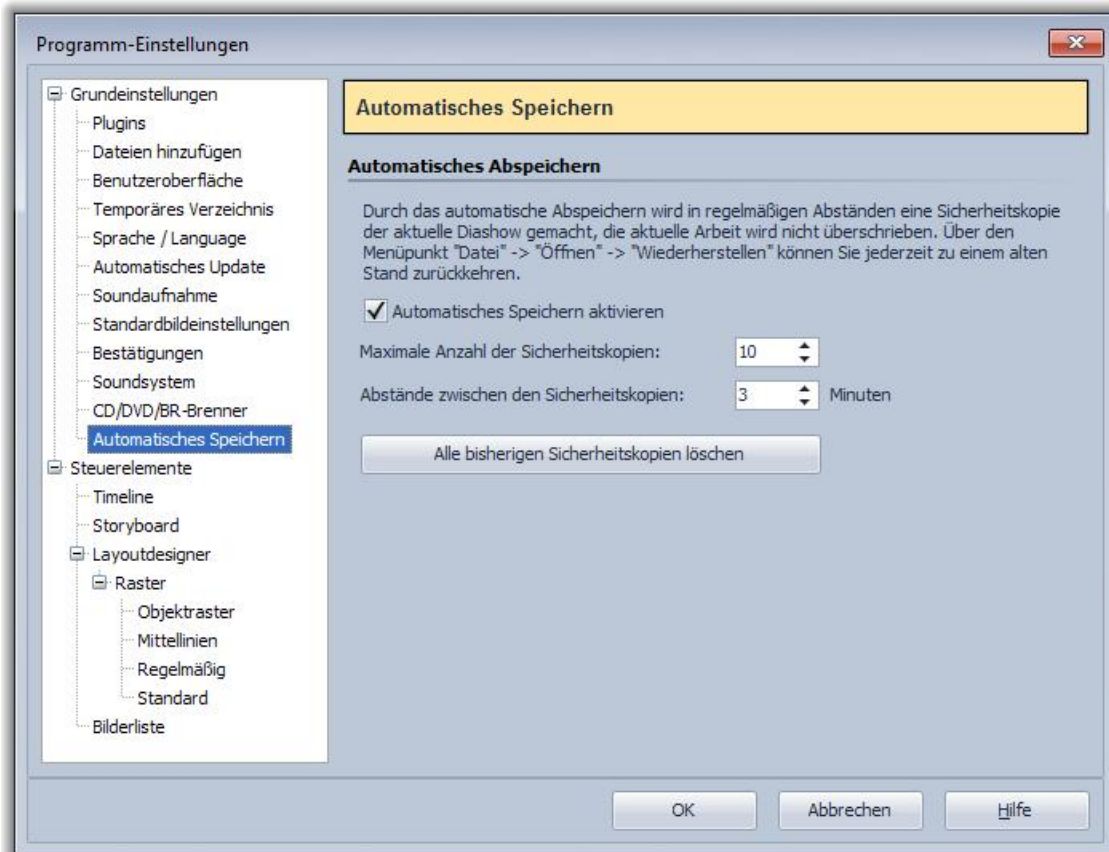 Programm-Einstellungen
Grundeinstellungen
Plugins
Dateien hinzufügen
Benutzeroberfläche
Temporäres Verzeichnis
Sprache / Language
Automatisches Update
Soundaufnahme
Standardbildeinstellungen
Bestätigungen
Soundsystem
CD/DVD/BR-Brenner
Automatisches Speichern
Steuerelemente
Timeline
Storyboard
Layoutdesigner
Raster
Objektraster
Mittellinien
Regelmäßig
Standard
Bilderliste
Automatisches Speichern
Automatisches Abspeichern
Durch das automatische Abspeichern wird in regelmäßigen Abständen eine Sicherheitskopie
der aktuelle Diashow gemacht, die aktuelle Arbeit wird nicht überschrieben. Über den
Menüpunkt "Datei" -> "Öffnen" -> "Wiederherstellen" können Sie jederzeit zu einem alten
Stand zurückkehren.
Automatisches Speichern aktivieren
Maximale Anzahl der Sicherheitskopien: 10
Abstände zwischen den Sicherheitskopien: 3 Minuten
Alle bisherigen Sicherheitskopien löschen
OK Abbrechen Hilfe